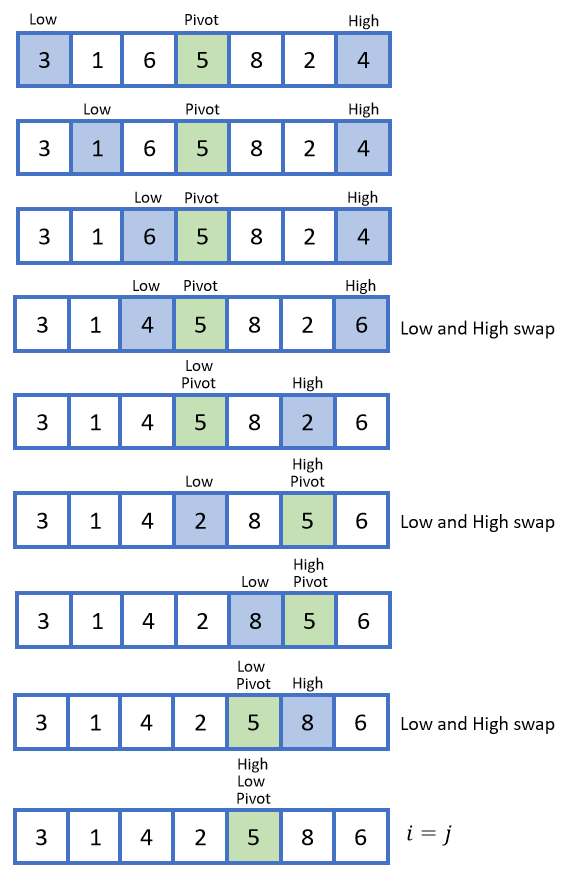 Low Pivot High
3 1 6 5 8 2 4
Low Pivot High
3 1 6 5 8 2 4
Low Pivot High
3 1 6 5 8 2 4
Low Pivot High
3 1 4 5 8 2 6 Low and High swap
Low
Pivot High
3 1 4 5 8 2 6
High
Low Pivot
3 1 4 2 8 5 6 Low and High swap
High
Low Pivot
3 1 4 2 8 5 6
Low
Pivot High
3 1 4 2 5 8 6 Low and High swap
High
Low
Pivot
3 1 4 2 5 8 6 i = j